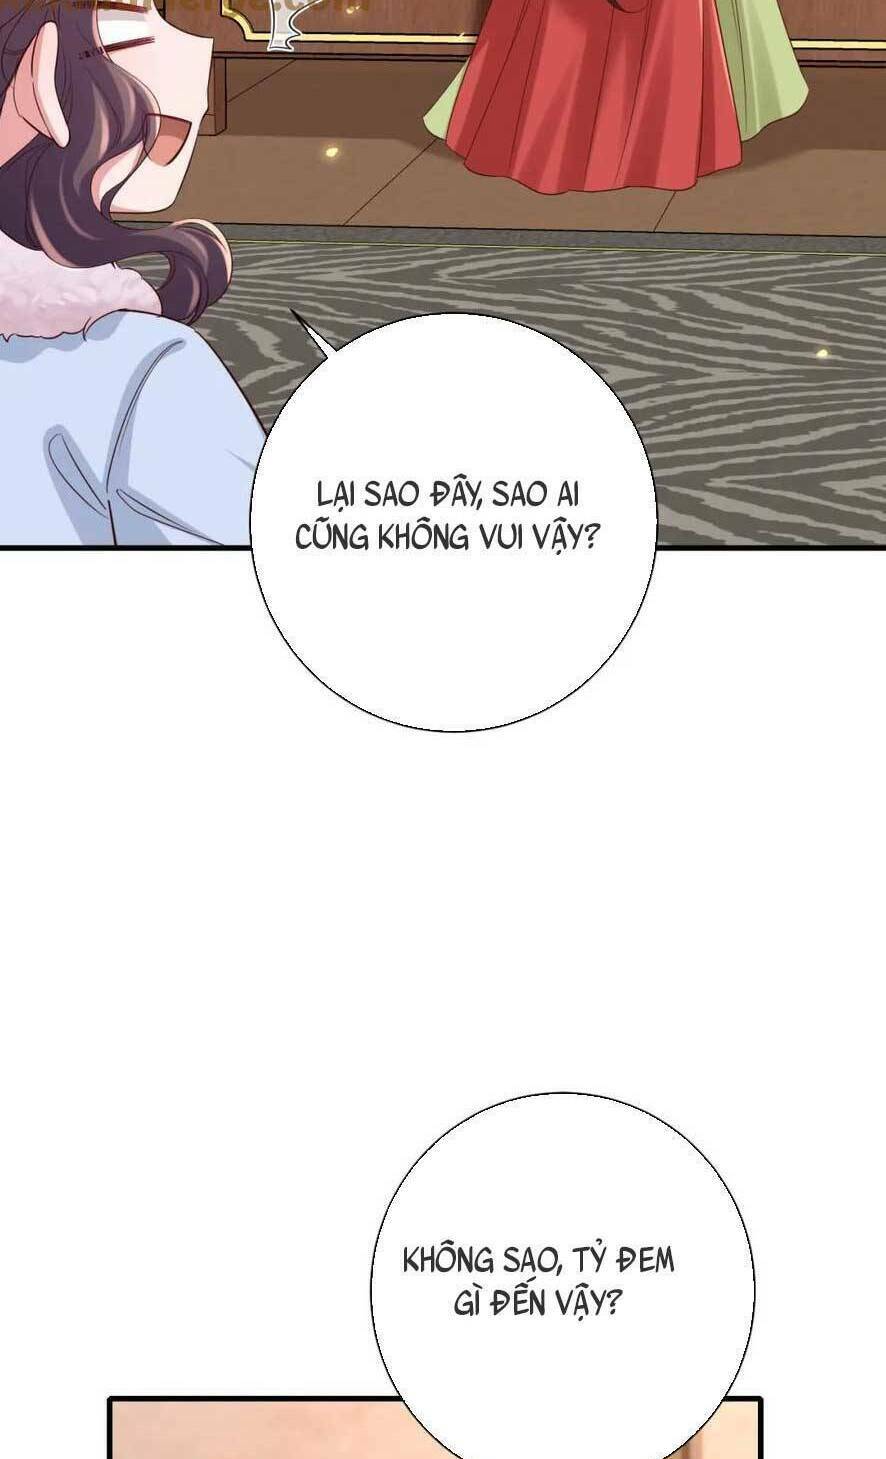 LẠI SAO ĐÂY, SAO AI
CŨNG KHÔNG VUI VẬY?
KHÔNG SAO, TỶ ĐEM
GÌ ĐẾN VẬY?